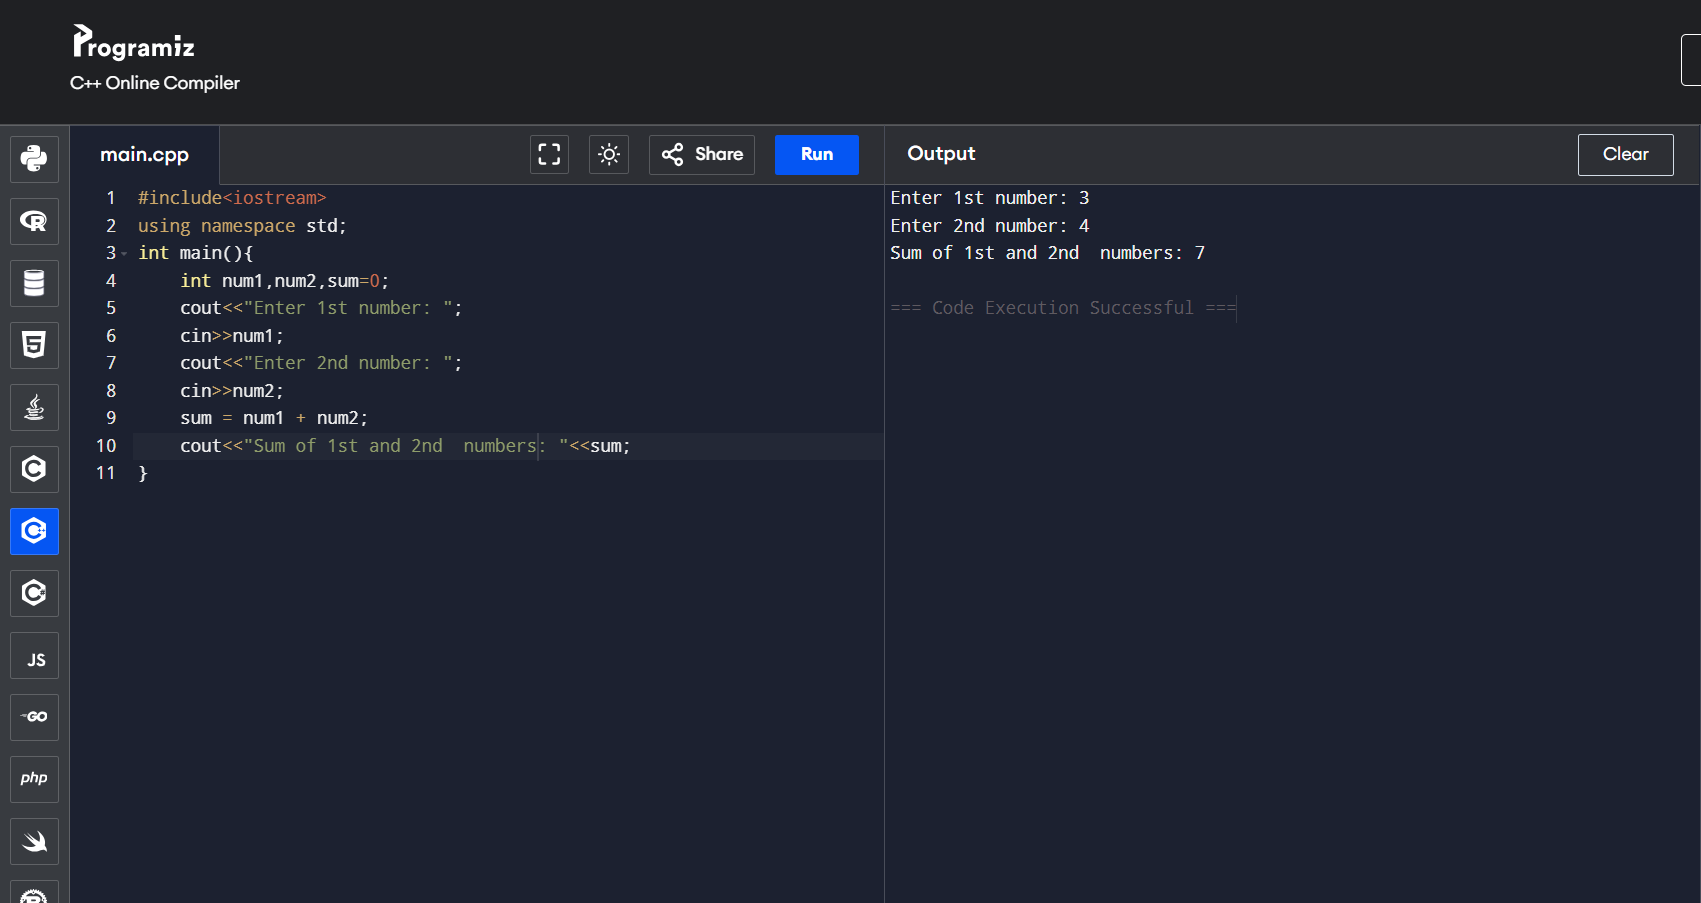 Programiz
C++ Online Compiler
main.cpp
Share
Run
Output
Clear
1 #include<iostream>
2 using namespace std;
3 int main(){
4     int num1,num2,sum=0;
5     cout<<"Enter 1st number: ";
6     cin>>num1;
7     cout<<"Enter 2nd number: ";
8     cin>>num2;
9     sum = num1 + num2;
10     cout<<"Sum of 1st and 2nd  numbers: "<<sum;
11 }
Enter 1st number: 3
Enter 2nd number: 4
Sum of 1st and 2nd  numbers: 7
=== Code Execution Successful ===
R
5
C
C++
C#
JS
GO
php
R